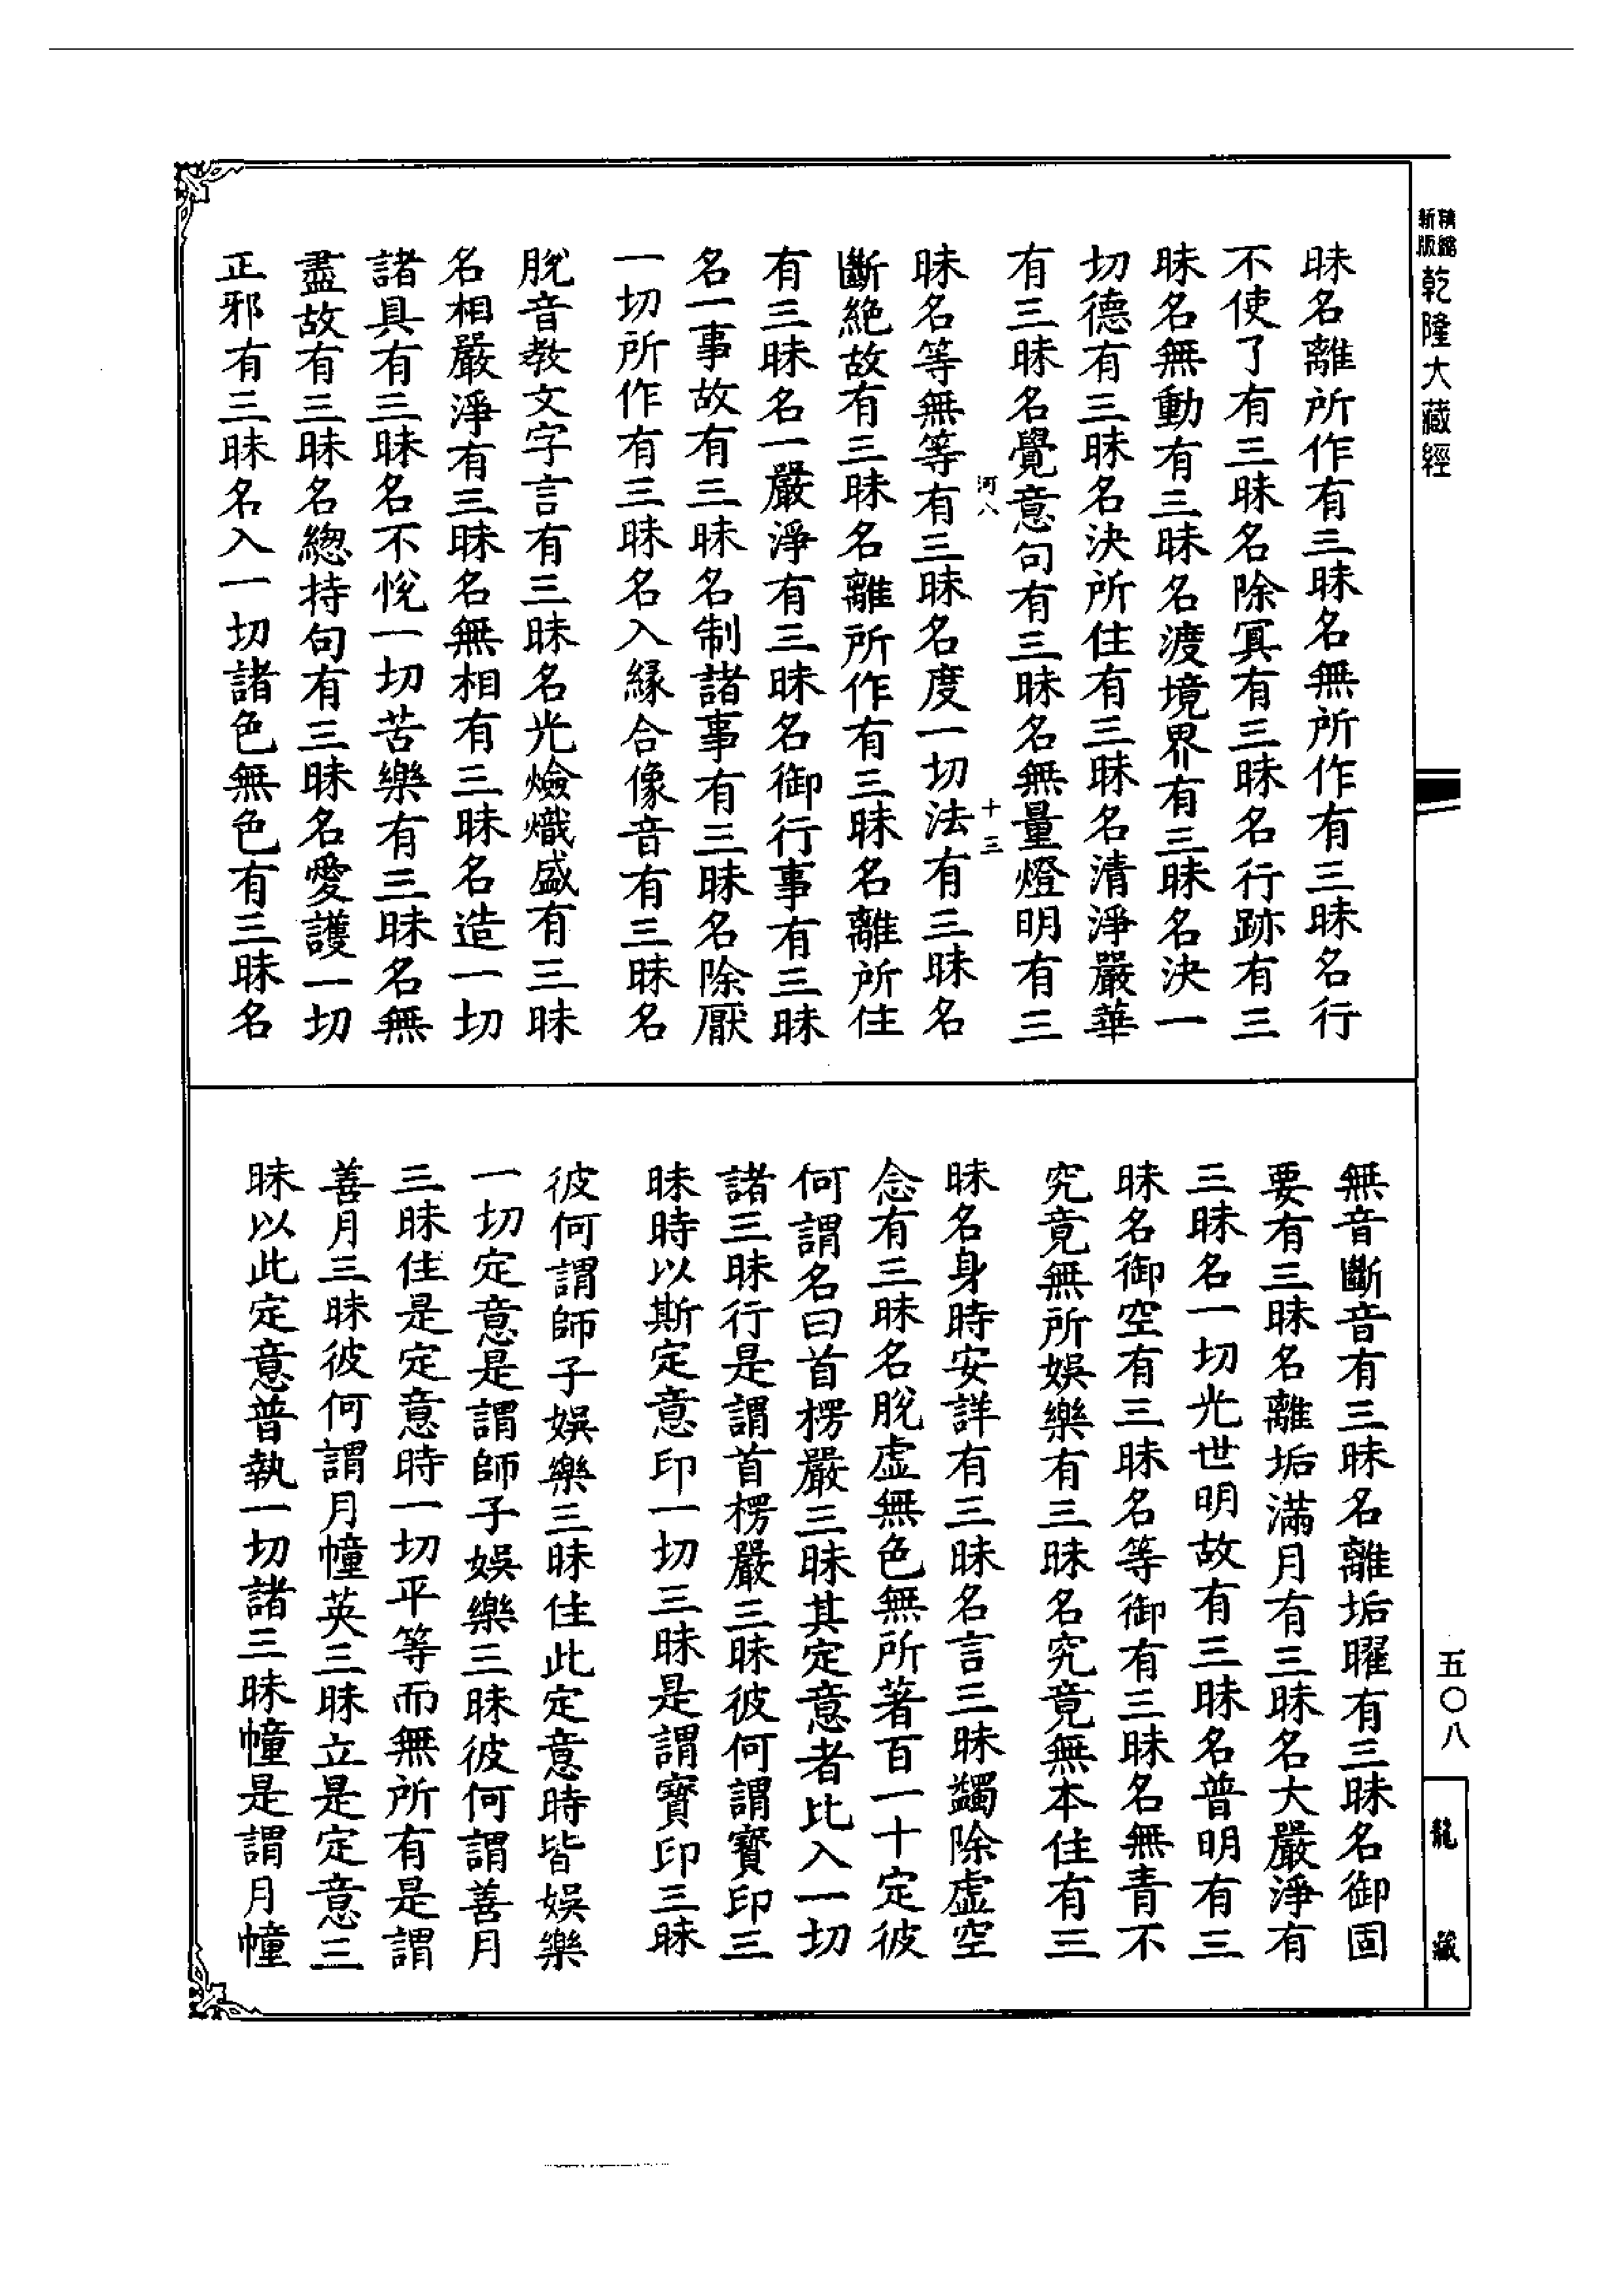 精縮新版
乾隆大藏經
昧名離所作有三昧名無所作有三昧名行
不使了有三昧名除冥有三昧名行跡有三
昧名無動有三昧名渡境界有三昧名決一
切德有三昧名決所住有三昧名清淨嚴華
有三昧名覺意句有三昧名無量燈明有三
河八
十三
昧名等無等有三昧名度一切法有三昧名
斷絶故有三昧名離所作有三昧名離所住
有三昧名一嚴淨有三昧名御行事有三昧
名一事故有三昧名制諸事有三昧名除厭
一切所作有三昧名入緣合像音有三昧名
脫音教文字言有三昧名光燄熾盛有三昧
名相嚴淨有三昧名無相有三昧名造一切
諸具有三昧名不悅一切苦樂有三昧名無
盡故有三昧名緫持句有三昧名愛護一切
正邪有三昧名入一切諸色無色有三昧名
無音斷音有三昧名離垢曜有三昧名御固
要有三昧名離垢滿月有三昧名大嚴淨有
三昧名一切光世明故有三昧名普明有三
昧名御空有三昧名等御有三昧名無青不
究竟無所娛樂有三昧名究竟無本住有三
昧名身時安詳有三昧名言三昧蠲除虛空
念有三昧名脫虛無色無所著百一十定彼
何謂名曰首楞嚴三昧其定意者比入一切
諸三昧行是謂首楞嚴三昧彼何謂寶印三
昧時以斯定意印一切三昧是謂寶印三昧
彼何謂師子娛樂三昧住此定意時皆娛樂
一切定意是謂師子娛樂三昧彼何謂善月
三昧住是定意時一切平等而無所有是謂
善月三昧彼何謂月幢英三昧立是定意三
昧以此定意普執一切諸三昧幢是謂月幢
五〇八
龍藏